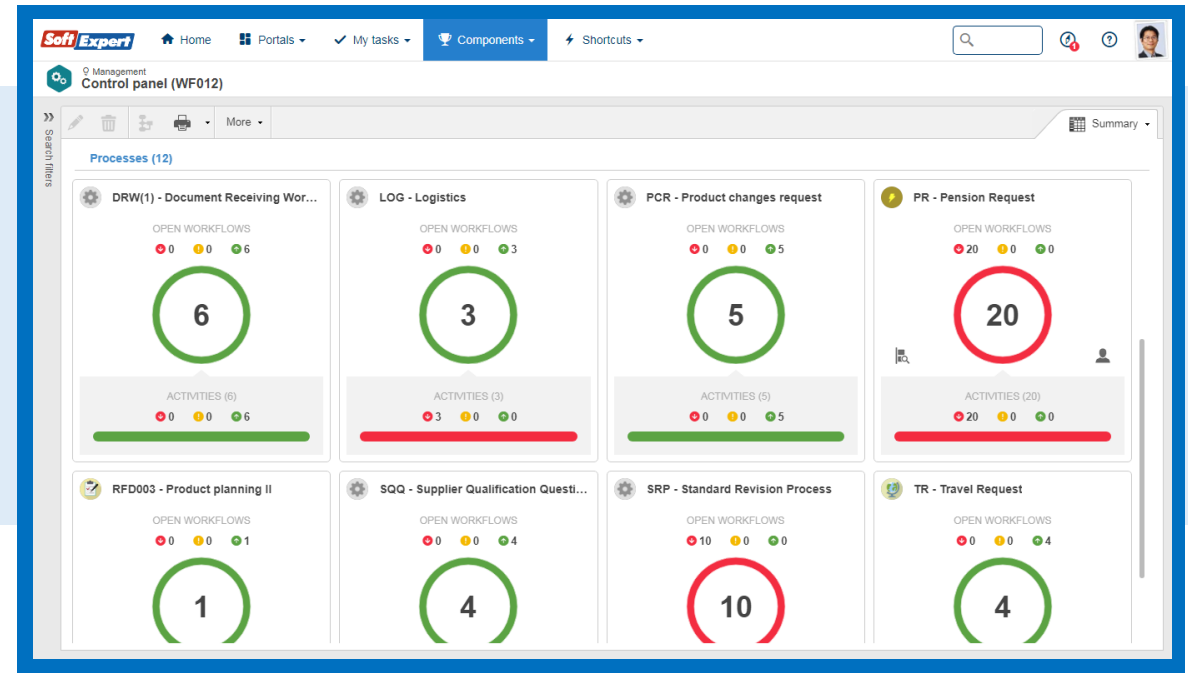 Soft Expert Home Portals My tasks Components Shortcuts
1
?
Management
Control panel (WF012)
Search filters
More
Summary
Processes (12)
DRW(1) - Document Receiving Wor...
OPEN WORKFLOWS
0 0 6
6
ACTIVITIES (6)
0 0 6
LOG - Logistics
OPEN WORKFLOWS
0 0 3
3
ACTIVITIES (3)
3 0 0
PCR - Product changes request
OPEN WORKFLOWS
0 0 5
5
ACTIVITIES (5)
0 0 5
PR - Pension Request
OPEN WORKFLOWS
20 0 0
20
ACTIVITIES (20)
20 0 0
RFD003 - Product planning II
OPEN WORKFLOWS
0 0 1
1
SQQ - Supplier Qualification Questi...
OPEN WORKFLOWS
0 0 4
4
SRP - Standard Revision Process
OPEN WORKFLOWS
10 0 0
10
TR - Travel Request
OPEN WORKFLOWS
0 0 4
4